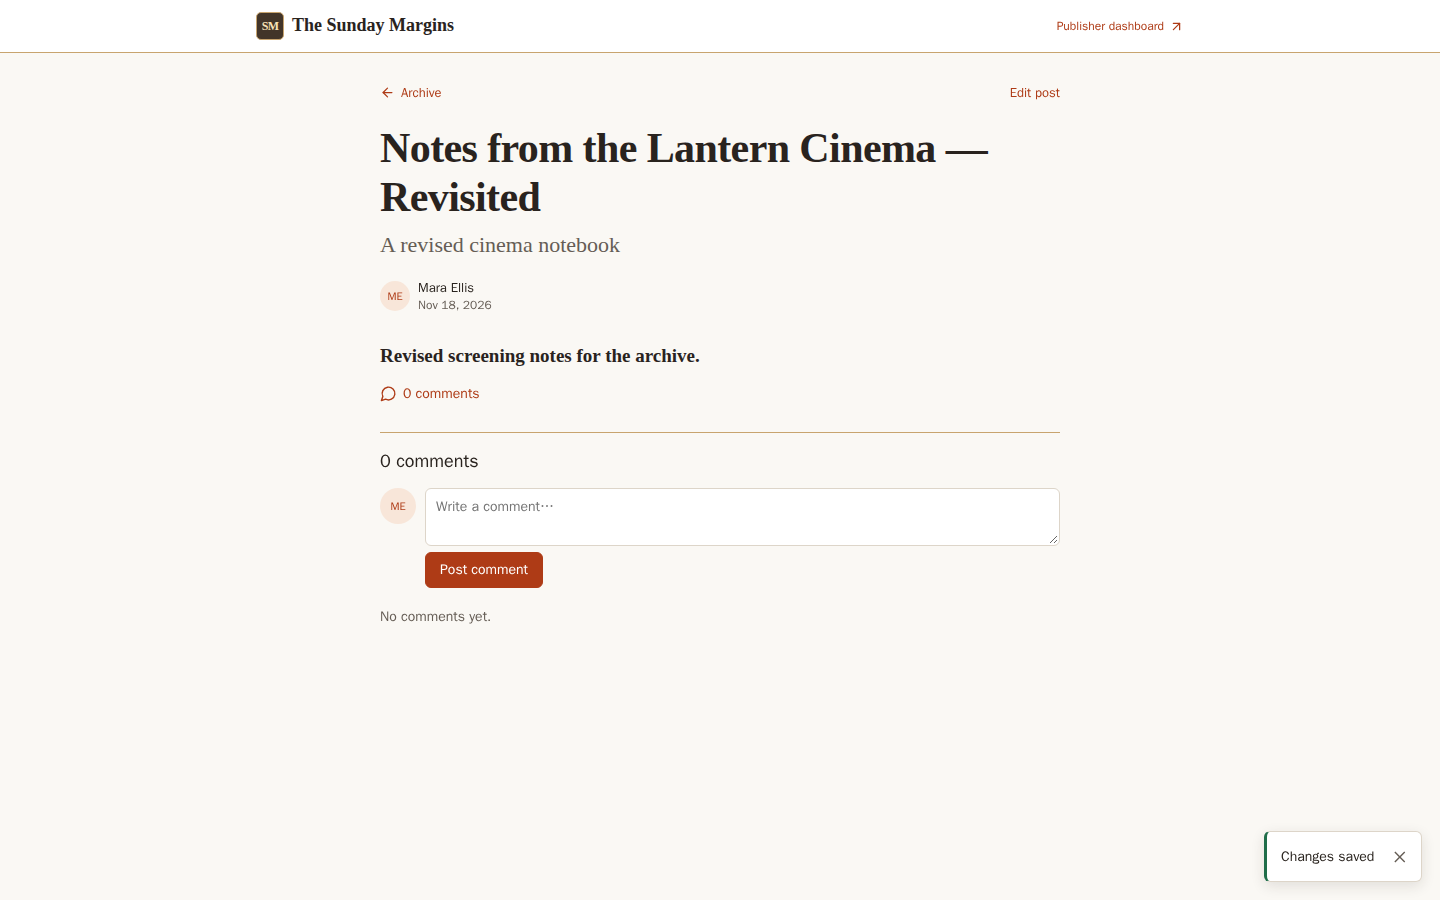 SM
The Sunday Margins
Publisher dashboard
Archive
Edit post
Notes from the Lantern Cinema —
Revisited
A revised cinema notebook
ME
Mara Ellis
Nov 18, 2026
Revised screening notes for the archive.
0 comments
0 comments
ME
Write a comment…
Post comment
No comments yet.
Changes saved